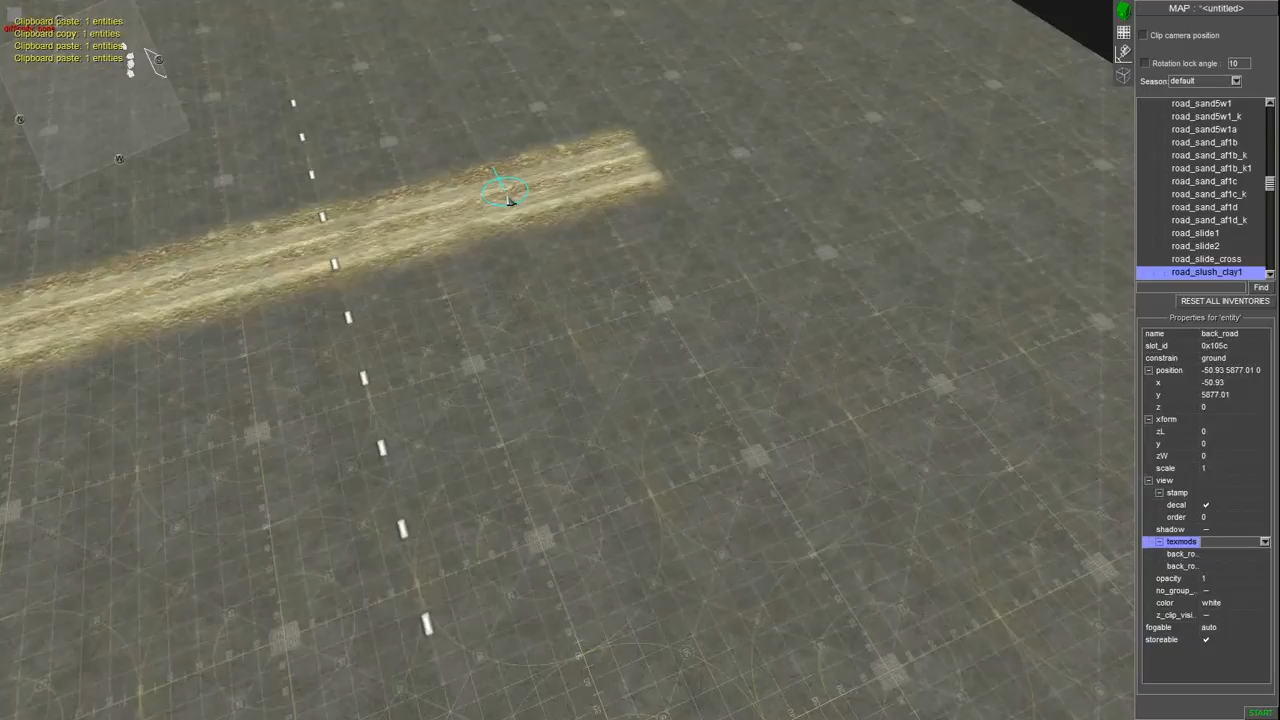 Clipboard paste: 1 entities
Clipboard copy: 1 entities
Clipboard paste: 1 entities
Clipboard paste: 1 entities
W
MAP : *<untitled>
Clip camera position
Rotation lock angle : 10
Season: default
road_sand5w1
road_sand5w1_k
road_sand5w1a
road_sand_af1b
road_sand_af1b_k
road_sand_af1b_k1
road_sand_af1c
road_sand_af1c_k
road_sand_af1d
road_sand_af1d_k
road_slide1
road_slide2
road_slide_cross
road_slush_clay1
Find
RESET ALL INVENTORIES
Properties for 'entity'
name back_road
slot_id 0x105c
constrain ground
position -50.93 5877.01 0
x -50.93
y 5877.01
z 0
xform
zL 0
y 0
zW 0
scale 1
view
stamp
decal
order 0
shadow
texmods
back_ro..
back_ro..
opacity 1
no_group_..
color white
z_clip_visi..
fogable auto
storeable
START